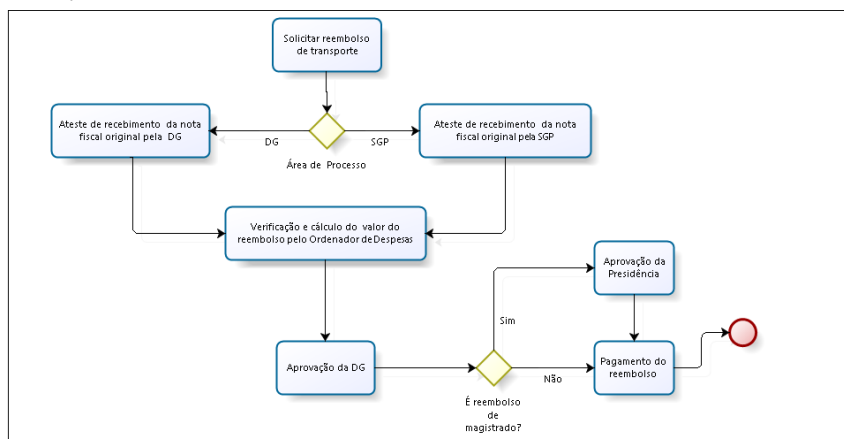 Solicitar reembolso
de transporte
Ateste de recebimento da nota
fiscal original pela DG
DG
SGP
Ateste de recebimento da nota
fiscal original pela SGP
Área de Processo
Verificação e cálculo do valor do
reembolso pelo Ordenador de Despesas
Aprovação da
Presidência
Sim
Aprovação da DG
Não
Pagamento do
reembolso
É reembolso
de
magistrado?